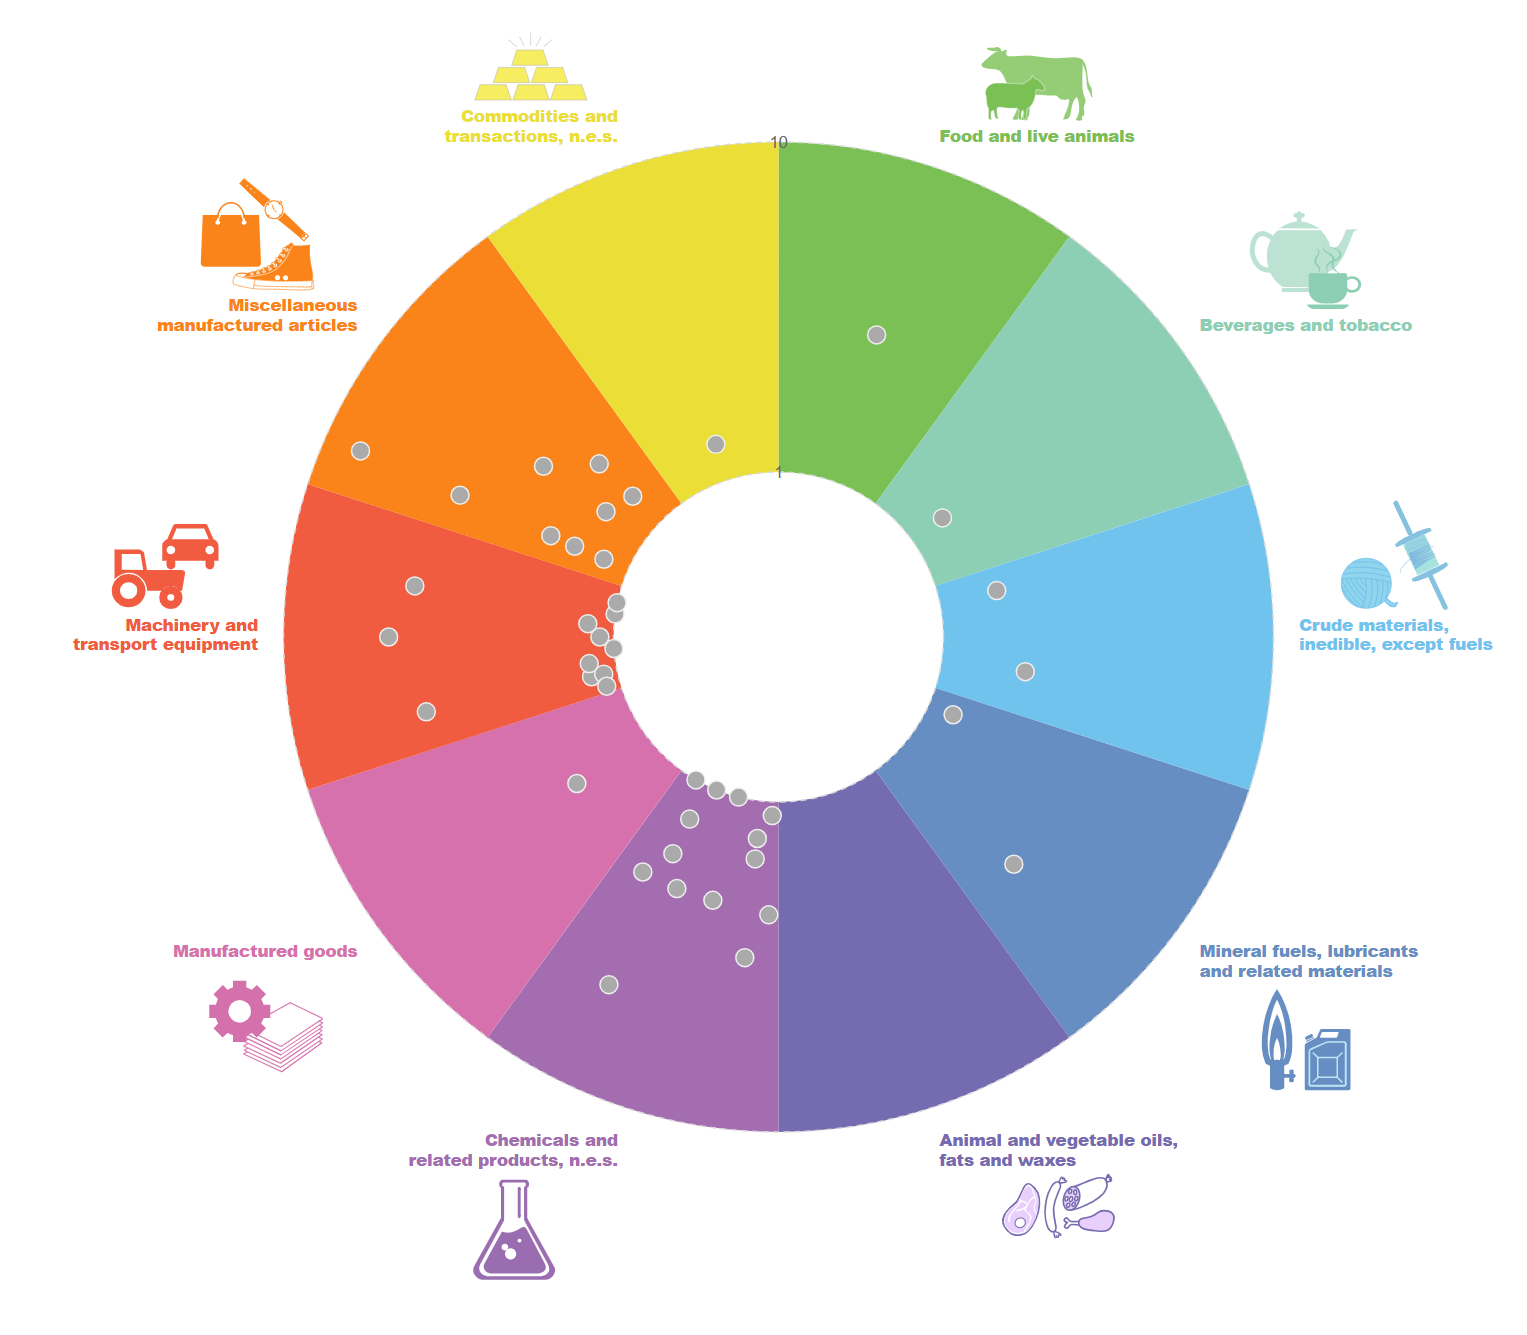 Commodities and
transactions, n.e.s.
Food and live animals
10
Miscellaneous
manufactured articles
Beverages and tobacco
1
Machinery and
transport equipment
Crude materials,
inedible, except fuels
Manufactured goods
Mineral fuels, lubricants
and related materials
Chemicals and
related products, n.e.s.
Animal and vegetable oils,
fats and waxes